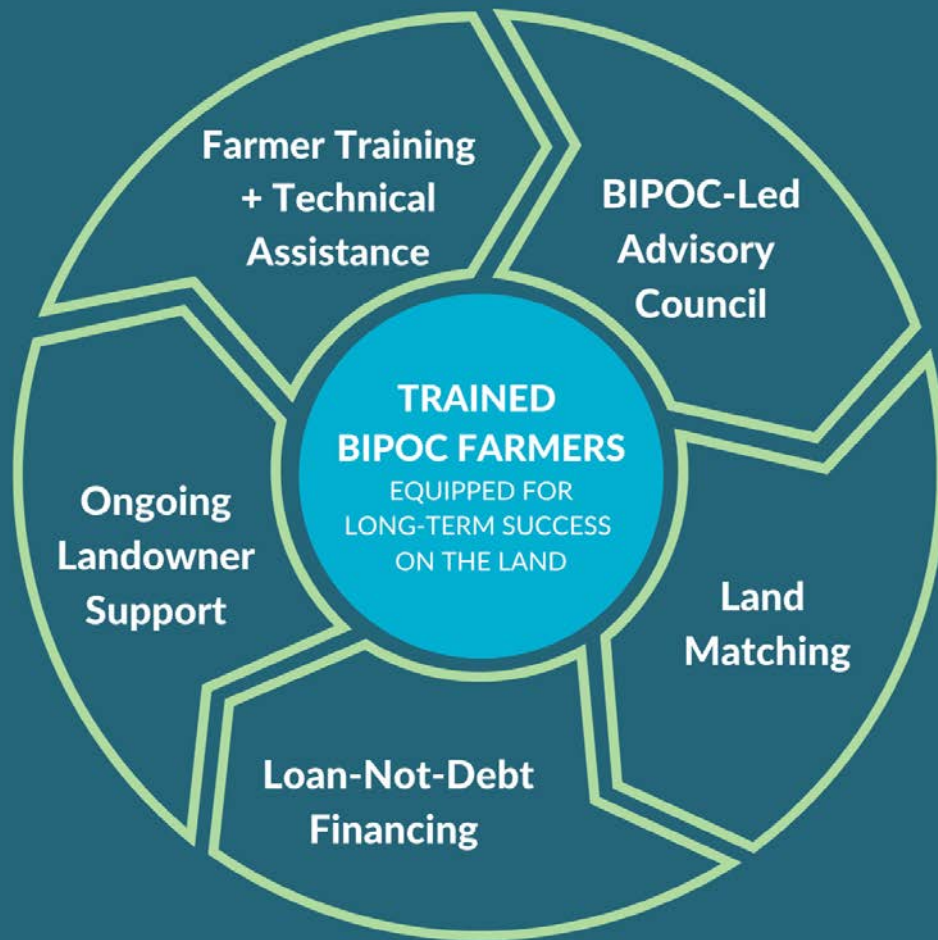 Farmer Training
+ Technical
Assistance
BIPOC-Led
Advisory
Council
Land
Matching
Loan-Not-Debt
Financing
Ongoing
Landowner
Support
TRAINED
BIPOC FARMERS
EQUIPPED FOR
LONG-TERM SUCCESS
ON THE LAND